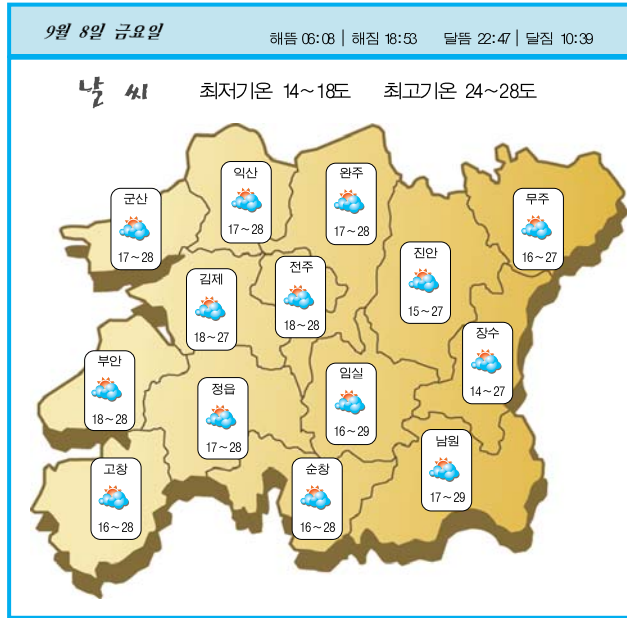 9월 8일 금요일
해뜸 06:08 | 해짐 18:53 달뜸 22:47 | 달짐 10:39
날 씨 최저기온 14~18도 최고기온 24~28도
익산
17~28
완주
17~28
군산
17~28
무주
16~27
진안
15~27
전주
18~28
김제
18~27
장수
14~27
부안
18~28
임실
16~29
정읍
17~28
남원
17~29
고창
16~28
순창
16~28